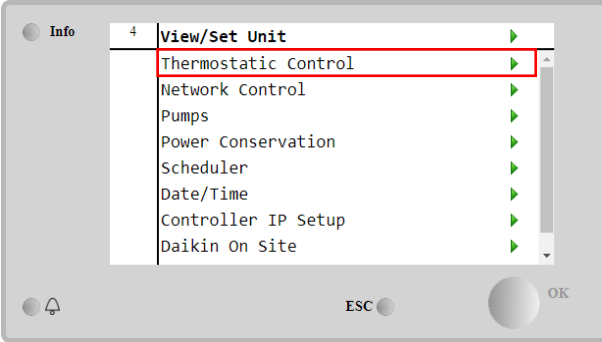 Info
4 View/Set Unit
Thermostatic Control
Network Control
Pumps
Power Conservation
Scheduler
Date/Time
Controller IP Setup
Daikin On Site
ESC
OK